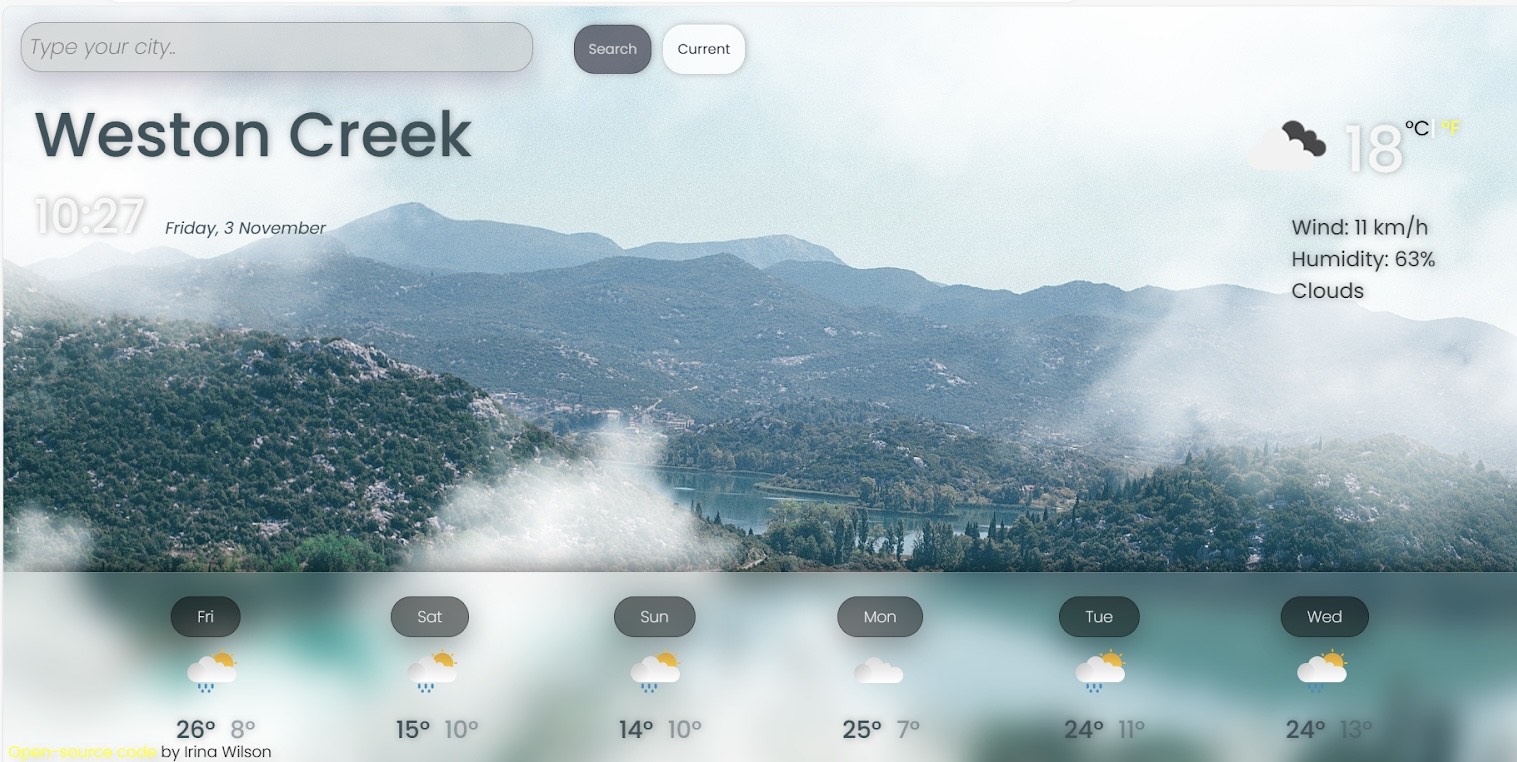 Type your city..
Search
Current
Weston Creek
18 °C| °F
10:27 Friday, 3 November
Wind: 11 km/h
Humidity: 63%
Clouds
Fri Sat Sun Mon Tue Wed
26° 8° 15° 10° 14° 10° 25° 7° 24° 11° 24° 13°
Open-source code by Irina Wilson